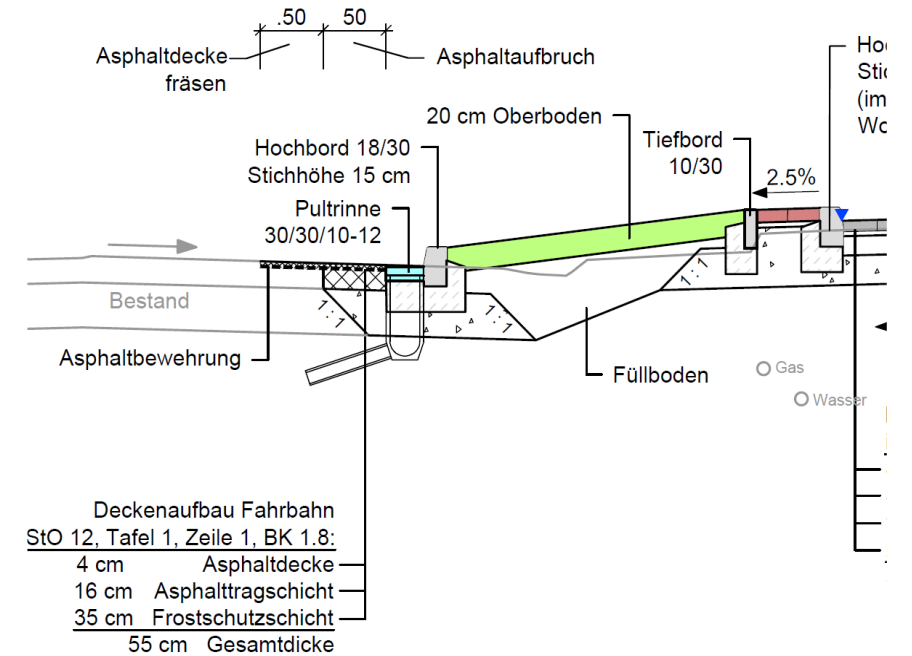 .50 50
Asphaltdecke
fräsen
Asphaltaufbruch
20 cm Oberboden
Hochbord 18/30
Stichhöhe 15 cm
Pultrinne
30/30/10-12
Tiefbord
10/30
2.5%
(im
Bestand
1:1
1:1
1:1
Asphaltbewehrung
Füllboden
Gas
Wasser
Deckenaufbau Fahrbahn
StO 12, Tafel 1, Zeile 1, BK 1.8:
4 cm Asphaltdecke
16 cm Asphalttragschicht
35 cm Frostschutzschicht
55 cm Gesamtdicke